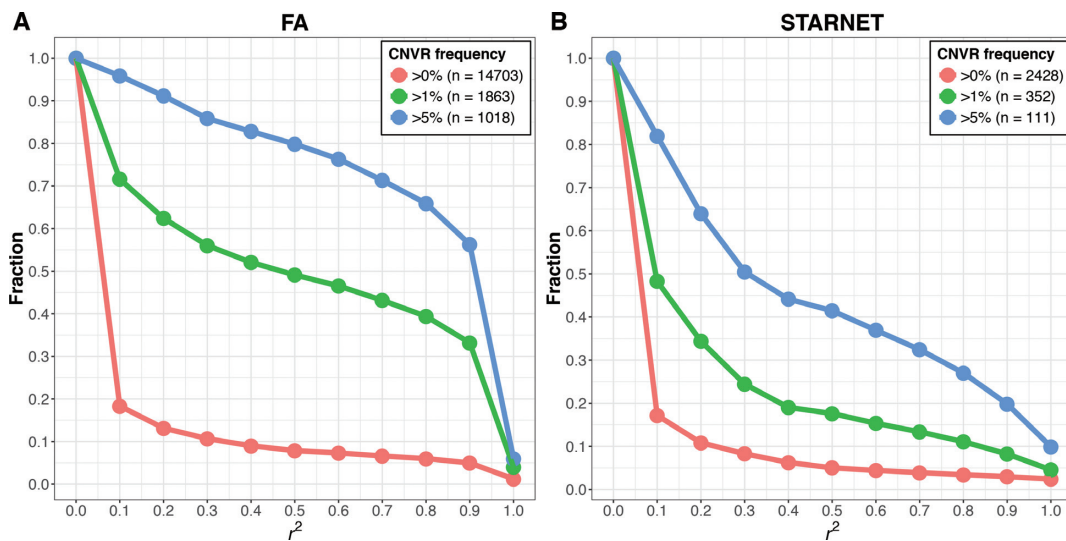 A
FA
CNVR frequency
>0% (n = 14703)
>1% (n = 1863)
>5% (n = 1018)
1.0
0.9
0.8
0.7
0.6
0.5
0.4
0.3
0.2
0.1
0.0
Fraction
0.0 0.1 0.2 0.3 0.4 0.5 0.6 0.7 0.8 0.9 1.0
r²
B
STARNET
CNVR frequency
>0% (n = 2428)
>1% (n = 352)
>5% (n = 111)
1.0
0.9
0.8
0.7
0.6
0.5
0.4
0.3
0.2
0.1
0.0
Fraction
0.0 0.1 0.2 0.3 0.4 0.5 0.6 0.7 0.8 0.9 1.0
r²